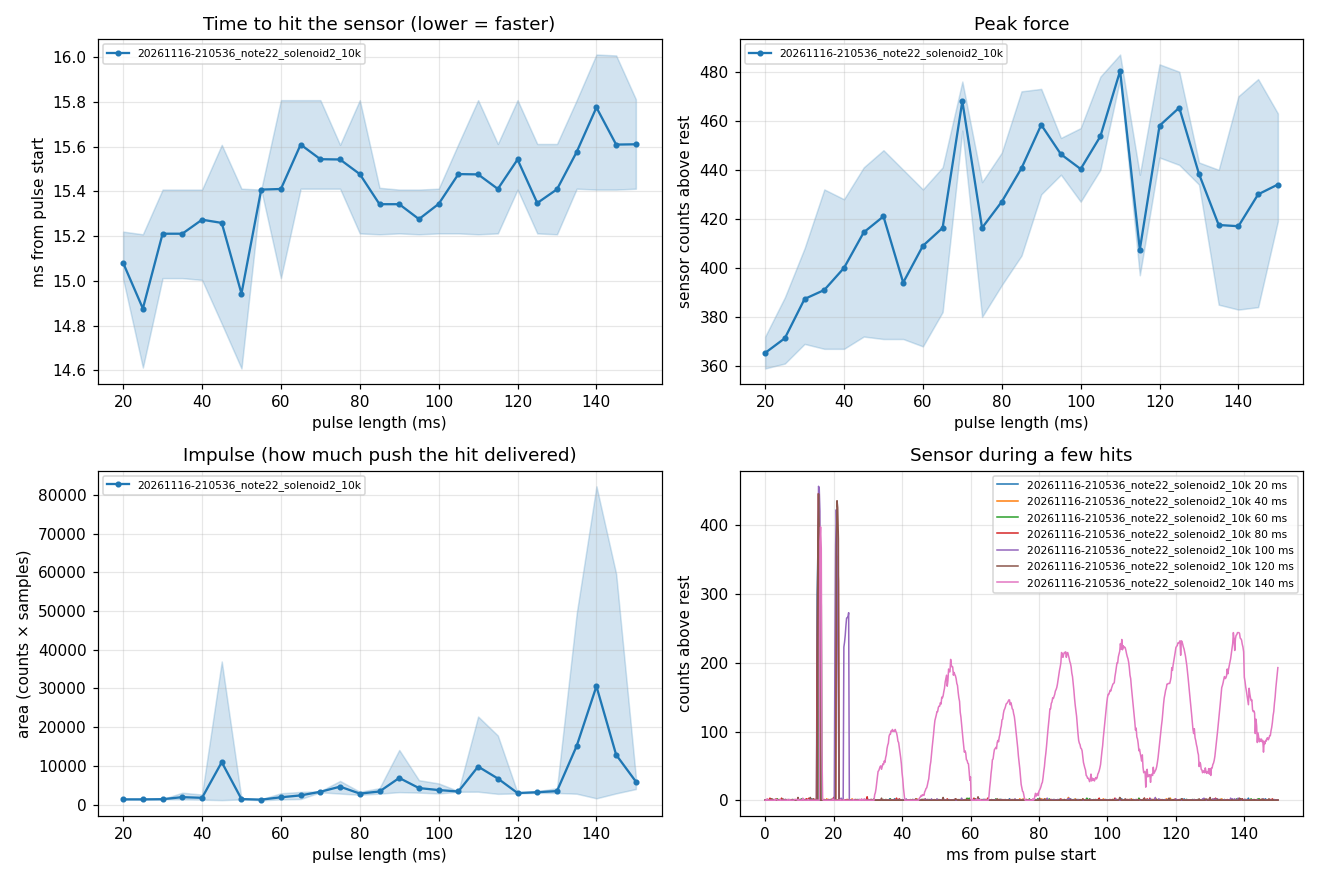 Time to hit the sensor (lower = faster)
20261116-210536_note22_solenoid2_10k
ms from pulse start
16.0
15.8
15.6
15.4
15.2
15.0
14.8
14.6
20 40 60 80 100 120 140
pulse length (ms)
Peak force
20261116-210536_note22_solenoid2_10k
sensor counts above rest
480
460
440
420
400
380
360
20 40 60 80 100 120 140
pulse length (ms)
Impulse (how much push the hit delivered)
20261116-210536_note22_solenoid2_10k
area (counts × samples)
80000
70000
60000
50000
40000
30000
20000
10000
0
20 40 60 80 100 120 140
pulse length (ms)
Sensor during a few hits
20261116-210536_note22_solenoid2_10k 20 ms
20261116-210536_note22_solenoid2_10k 40 ms
20261116-210536_note22_solenoid2_10k 60 ms
20261116-210536_note22_solenoid2_10k 80 ms
20261116-210536_note22_solenoid2_10k 100 ms
20261116-210536_note22_solenoid2_10k 120 ms
20261116-210536_note22_solenoid2_10k 140 ms
counts above rest
400
300
200
100
0
0 20 40 60 80 100 120 140
ms from pulse start